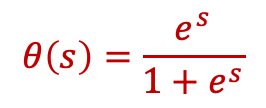 θ(s) = e^s / (1 + e^s)